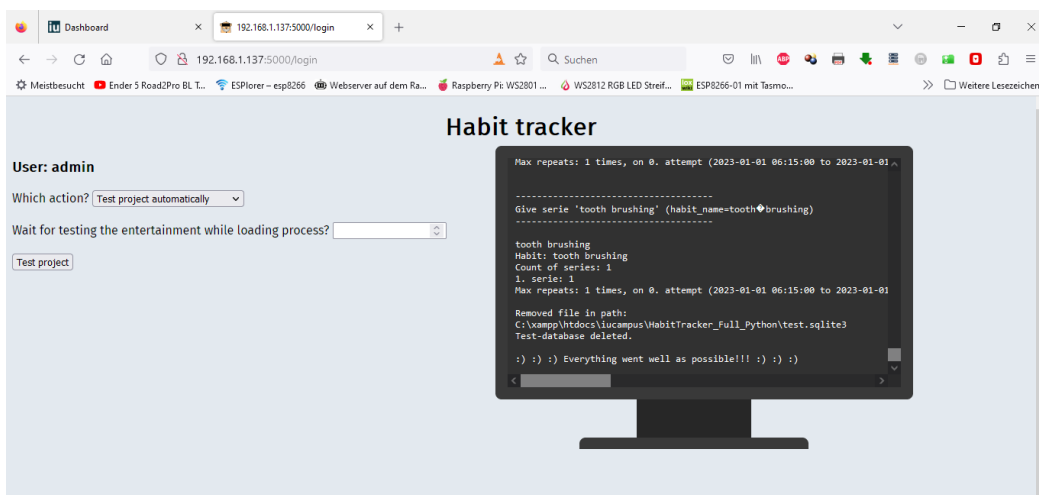 Dashboard
192.168.1.137:5000/login
192.168.1.137:5000/login
Suchen
ABP
Meistbesucht
Ender 5 Road2Pro BL T...
ESPlorer – esp8266
Webserver auf dem Ra...
Raspberry Pi: WS2801 ...
WS2812 RGB LED Streif...
ESP8266-01 mit Tasmo...
Weitere Lesezeichen
Habit tracker
User: admin
Which action? Test project automatically
Wait for testing the entertainment while loading process?
Test project
Max repeats: 1 times, on 0. attempt (2023-01-01 06:15:00 to 2023-01-01
------------------------------------
Give serie 'tooth brushing' (habit_name=tooth�brushing)
------------------------------------
tooth brushing
Habit: tooth brushing
Count of series: 1
1. serie: 1
Max repeats: 1 times, on 0. attempt (2023-01-01 06:15:00 to 2023-01-01
Removed file in path:
C:\xampp\htdocs\iucampus\HabitTracker_Full_Python\test.sqlite3
Test-database deleted.
:) :) :) Everything went well as possible!!! :) :) :)